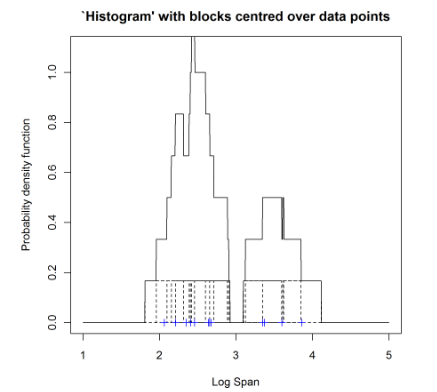 `Histogram' with blocks centred over data points
Probability density function
1.0
0.8
0.6
0.4
0.2
0.0
1 2 3 4 5
Log Span